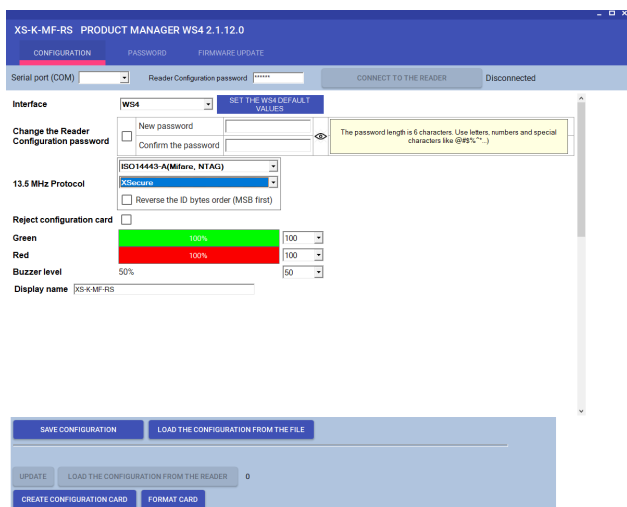 XS-K-MF-RS PRODUCT MANAGER WS4 2.1.12.0
CONFIGURATION PASSWORD FIRMWARE UPDATE
Serial port (COM) Reader Configuration password ****** CONNECT TO THE READER Disconnected
Interface WS4 SET THE WS4 DEFAULT
VALUES
Change the Reader
Configuration password
New password
Confirm the password
The password length is 6 characters. Use letters, numbers and special
characters like @#$%^*...)
ISO14443-A(Mifare, NTAG)
13.5 MHz Protocol XSecure
Reverse the ID bytes order (MSB first)
Reject configuration card
Green 100% 100
Red 100% 100
Buzzer level 50% 50
Display name XS-K-MF-RS
SAVE CONFIGURATION LOAD THE CONFIGURATION FROM THE FILE
UPDATE LOAD THE CONFIGURATION FROM THE READER 0
CREATE CONFIGURATION CARD FORMAT CARD